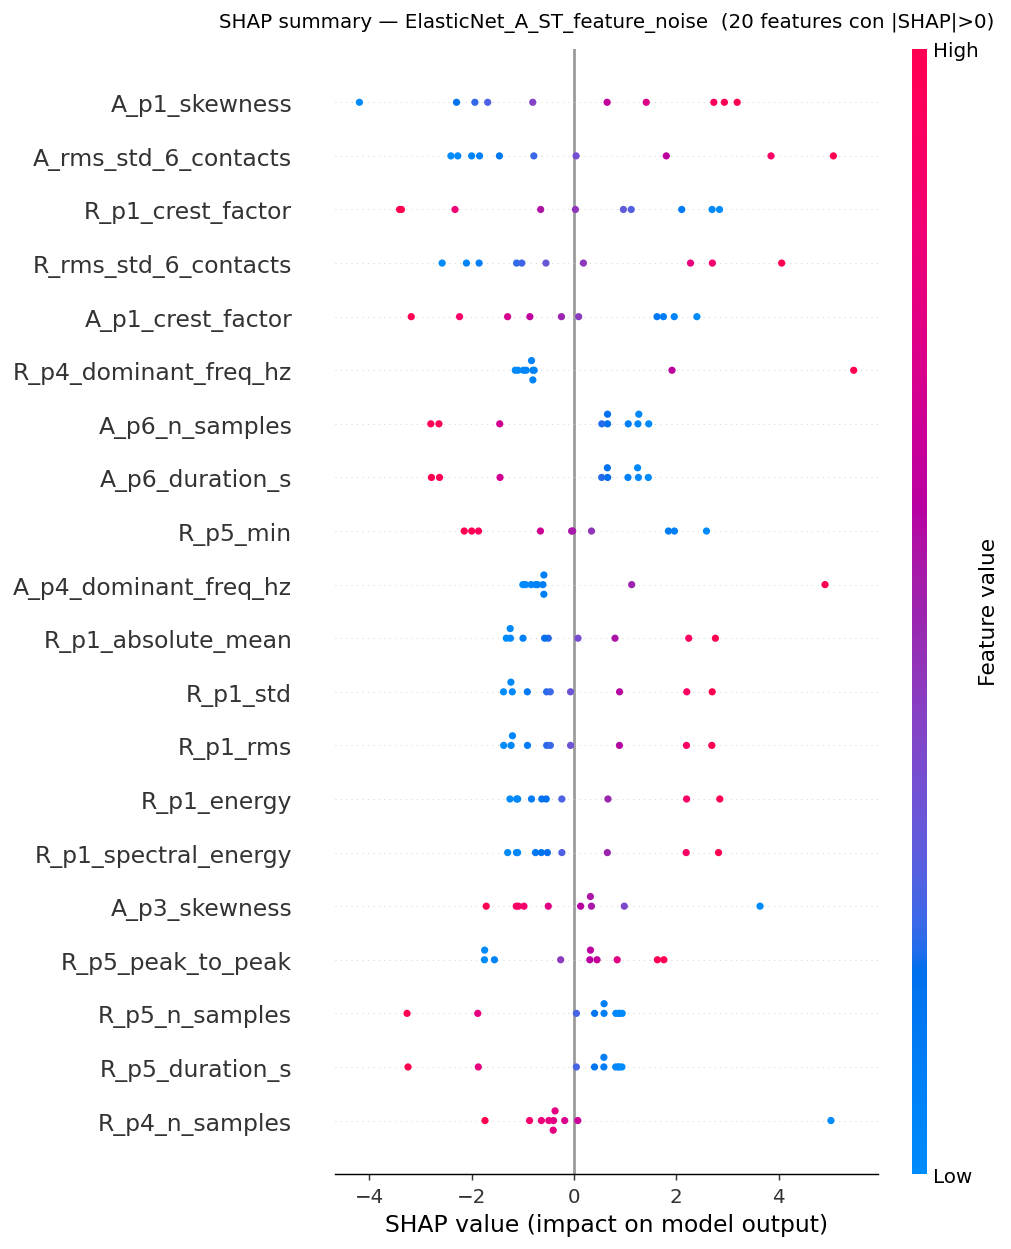 SHAP summary — ElasticNet_A_ST_feature_noise  (20 features con |SHAP|>0)
High
A_p1_skewness
A_rms_std_6_contacts
R_p1_crest_factor
R_rms_std_6_contacts
A_p1_crest_factor
R_p4_dominant_freq_hz
A_p6_n_samples
A_p6_duration_s
R_p5_min
A_p4_dominant_freq_hz
R_p1_absolute_mean
R_p1_std
R_p1_rms
R_p1_energy
R_p1_spectral_energy
A_p3_skewness
R_p5_peak_to_peak
R_p5_n_samples
R_p5_duration_s
R_p4_n_samples
Feature value
Low
−4 −2 0 2 4
SHAP value (impact on model output)